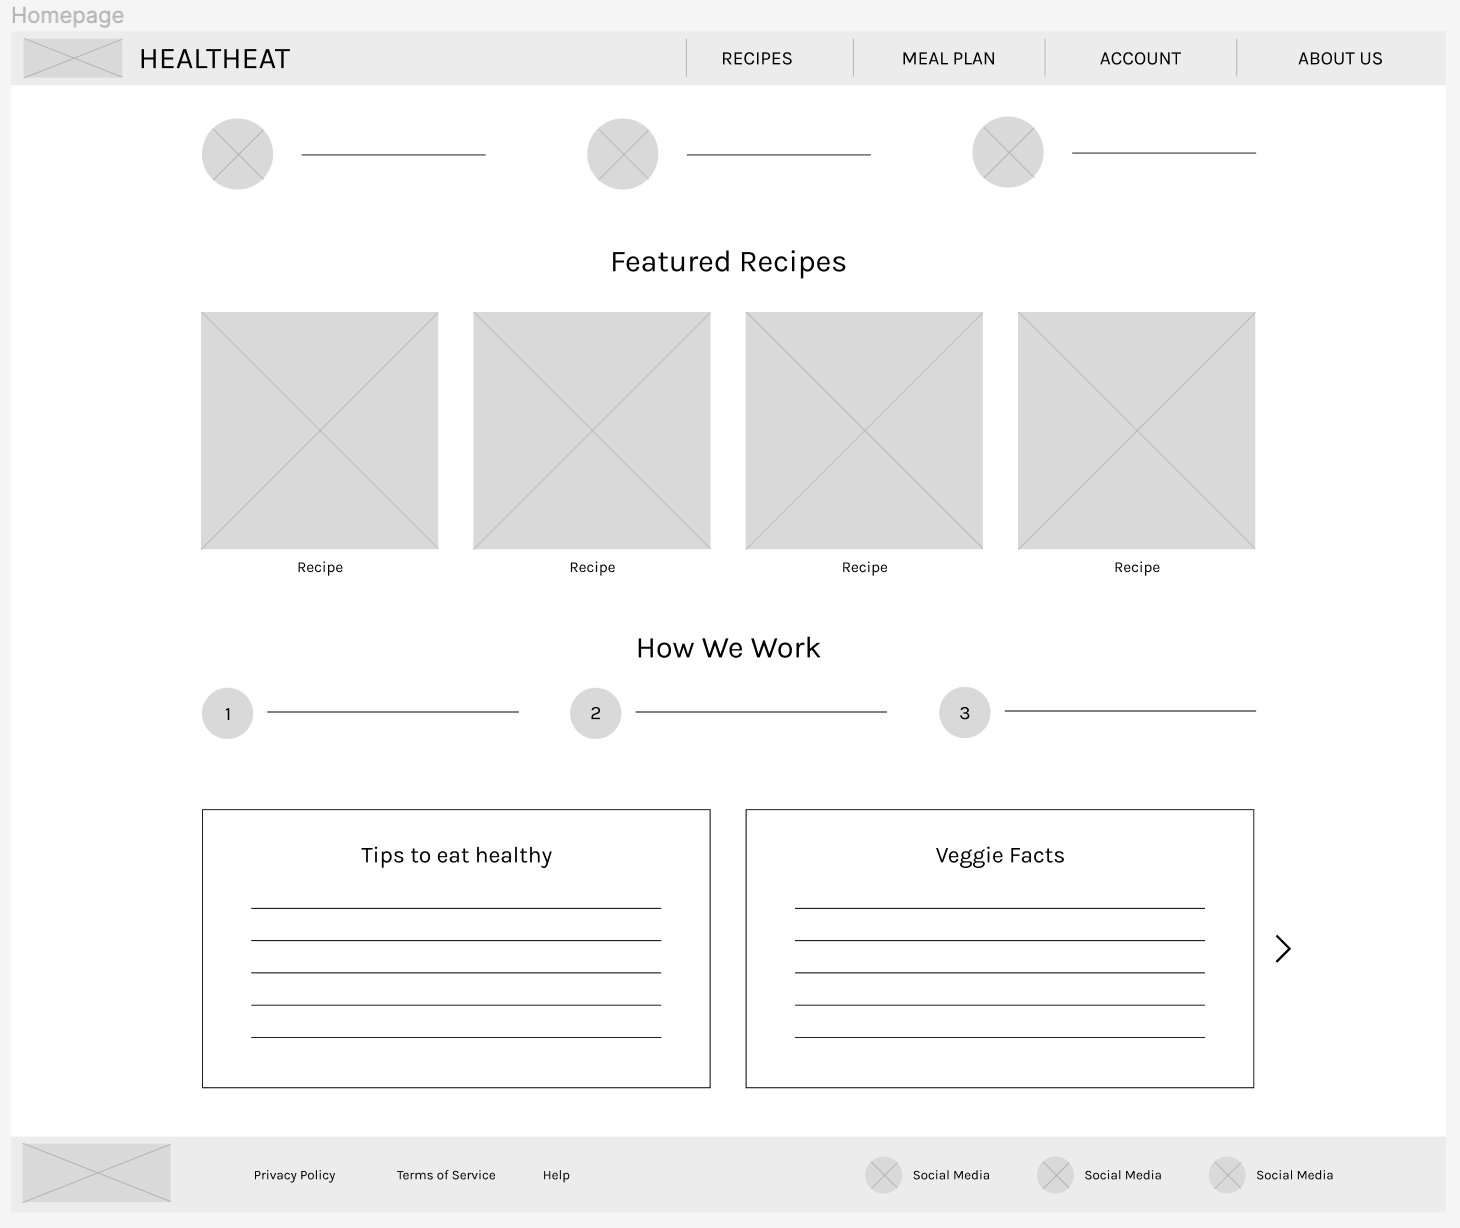 Homepage
HEALTHEAT
RECIPES
MEAL PLAN
ACCOUNT
ABOUT US
Featured Recipes
Recipe
Recipe
Recipe
Recipe
How We Work
1
2
3
Tips to eat healthy
Veggie Facts
Privacy Policy
Terms of Service
Help
Social Media
Social Media
Social Media